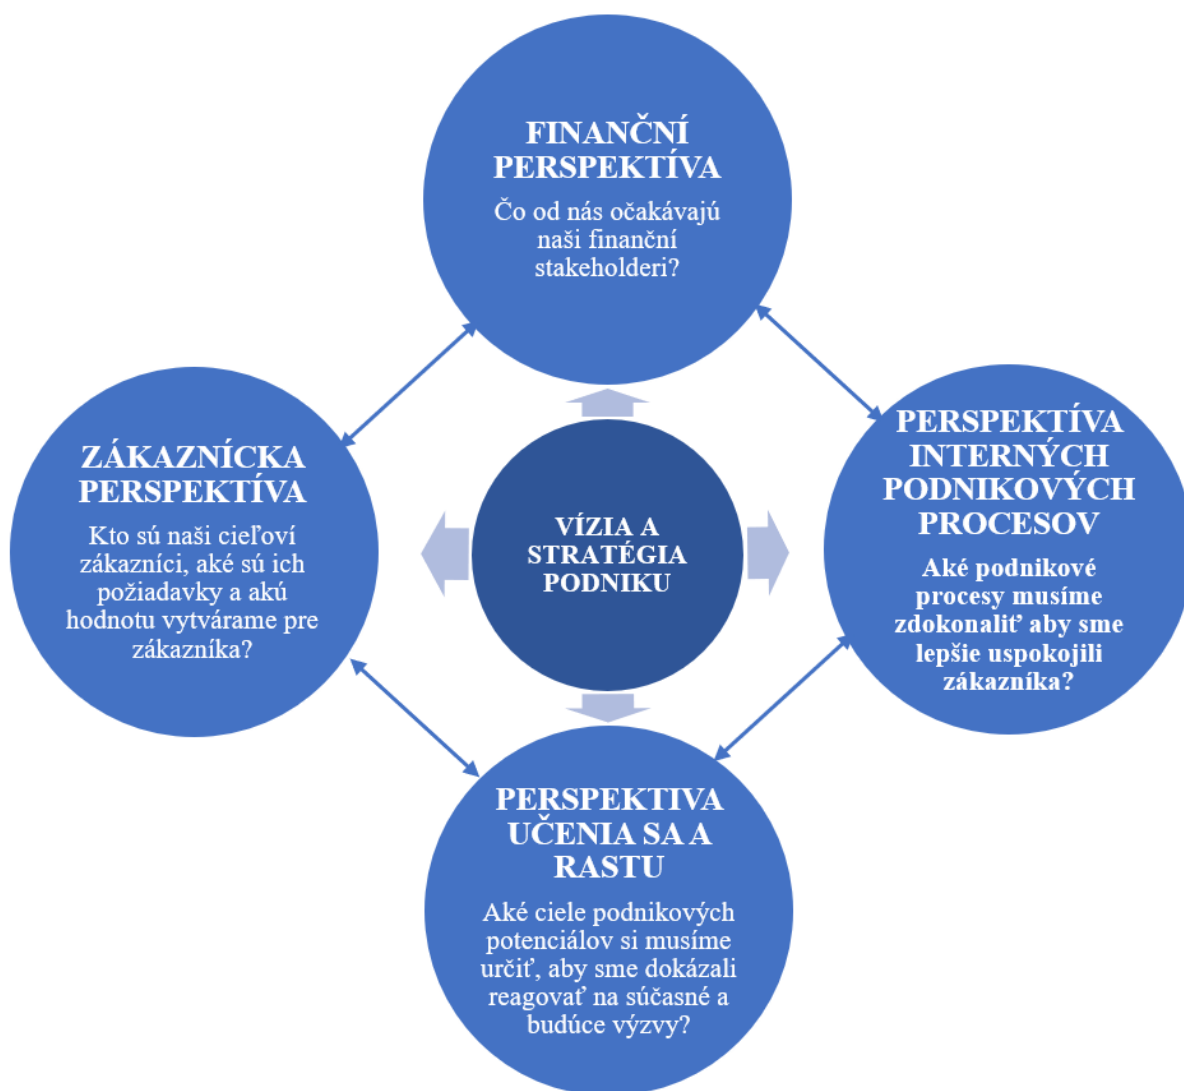 FINANČNÍ
PERSPEKTÍVA
Čo od nás očakávajú
naši finanční
stakeholderi?
ZÁKAZNÍCKA
PERSPEKTÍVA
Kto sú naši cieľoví
zákazníci, aké sú ich
požiadavky a akú
hodnotu vytvárame pre
zákazníka?
VÍZIA A
STRATÉGIA
PODNIKU
PERSPEKTÍVA
INTERNÝCH
PODNIKOVÝCH
PROCESOV
Aké podnikové
procesy musíme
zdokonaliť aby sme
lepšie uspokojili
zákazníka?
PERSPEKTIVA
UČENIA SA A
RASTU
Aké ciele podnikových
potenciálov si musíme
určiť, aby sme dokázali
reagovať na súčasné a
budúce výzvy?